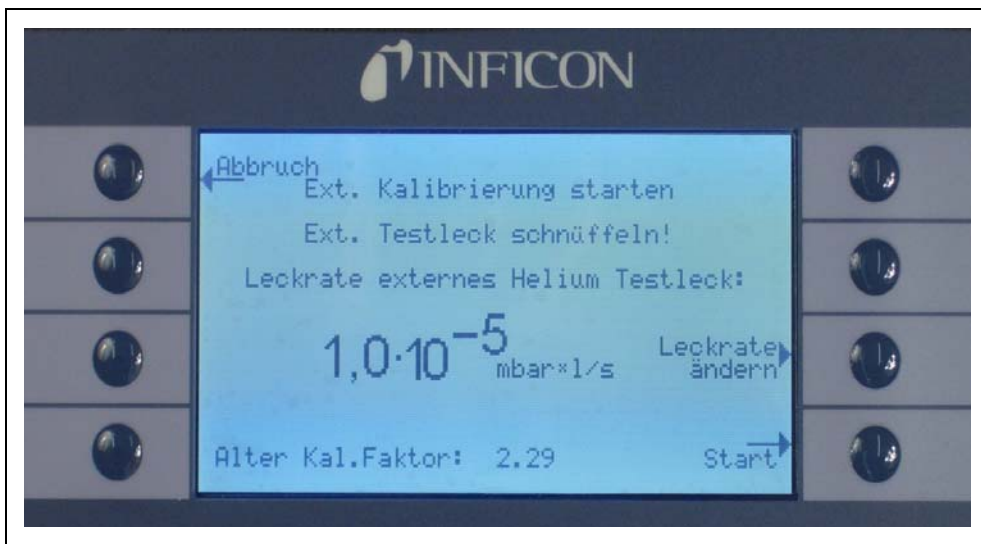 INFICON
Abbruch
Ext. Kalibrierung starten
Ext. Testleck schnüffeln!
Leckrate externes Helium Testleck:
1,0·10⁻⁵ mbar*l/s
Leckrate
ändern
Alter Kal.Faktor: 2.29
Start